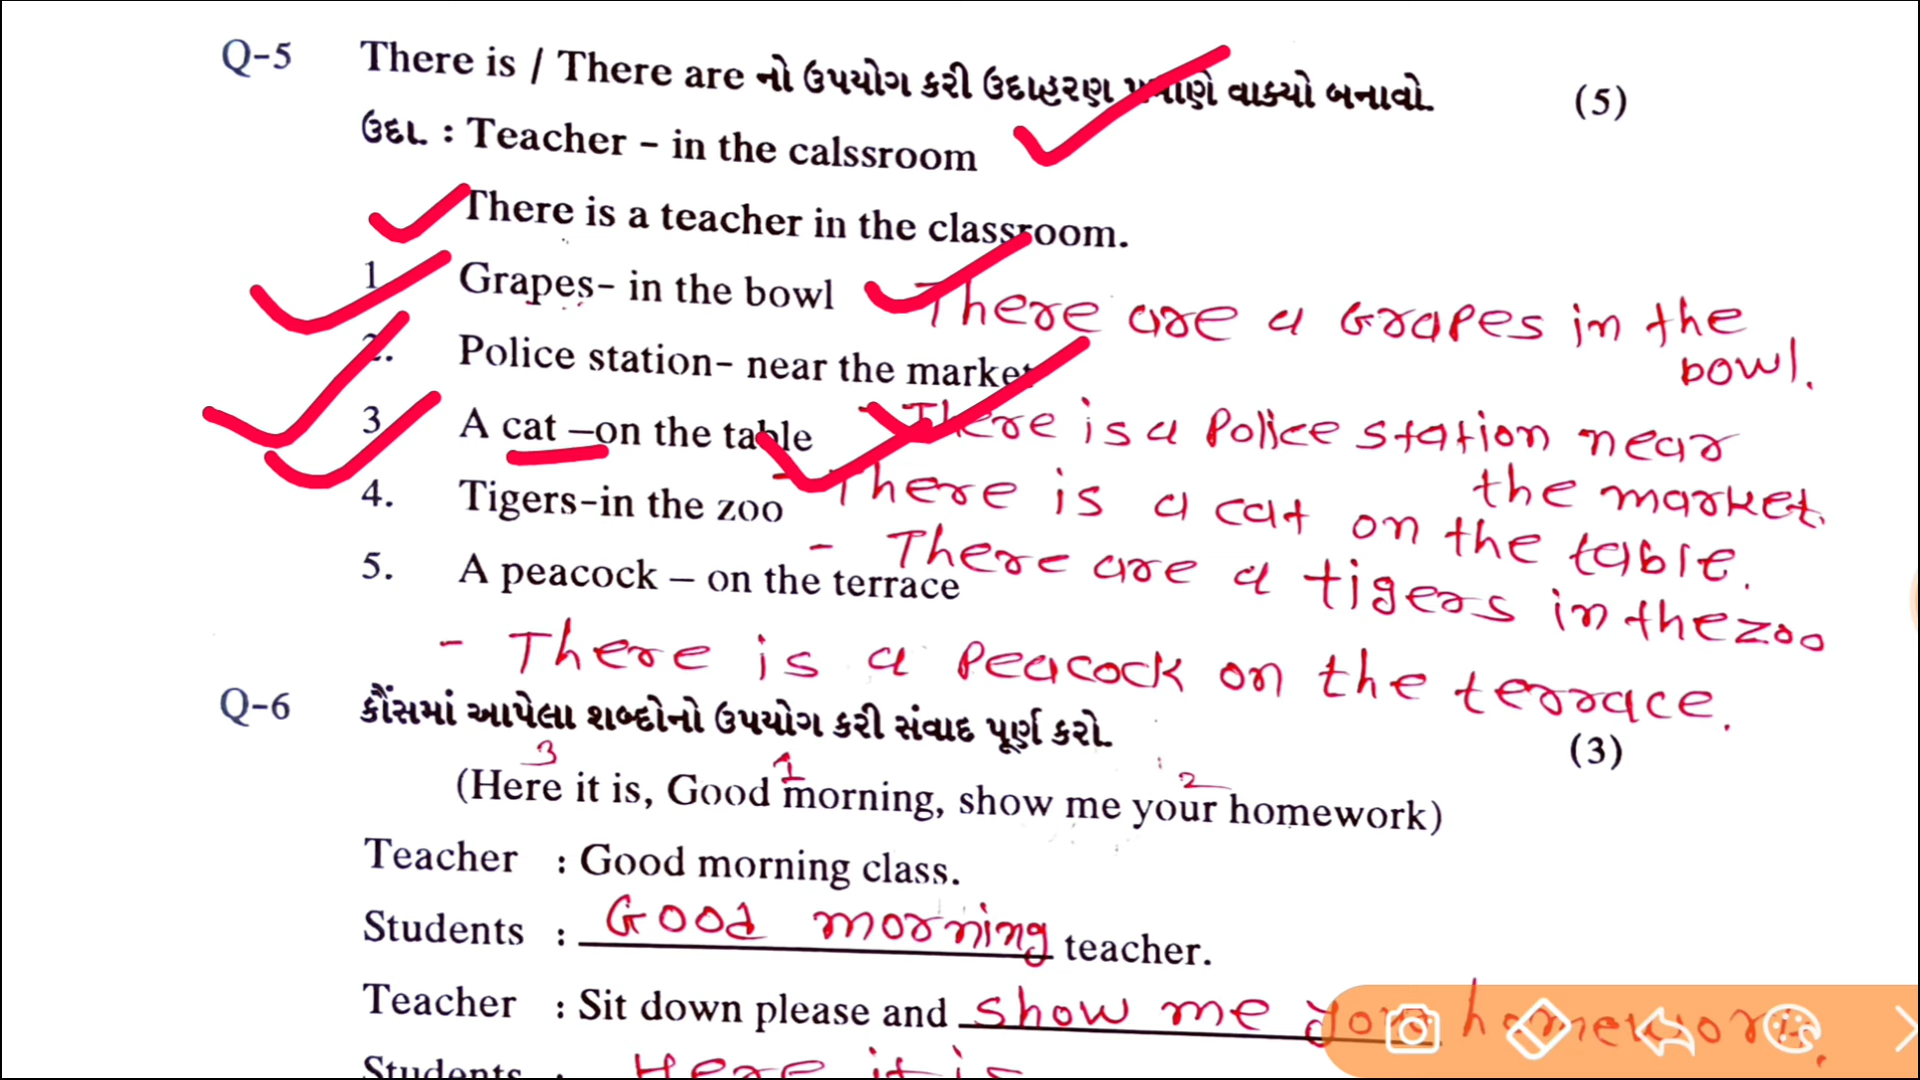 Q-5 There is / There are નો ઉપયોગ કરી ઉદાહરણ પ્રમાણે વાક્યો બનાવો. (5)
ઉદા. : Teacher - in the calssroom
There is a teacher in the classroom.
1 Grapes- in the bowl There are a Grapes in the
bowl.
2. Police station- near the market
- There is a Police station near
the market.
3 A cat –on the table
- There is a cat on the table.
4. Tigers-in the zoo
- There are a tigers in the zoo
5. A peacock – on the terrace
- There is a Peacock on the terrace.
Q-6 કૌંસમાં આપેલા શબ્દોનો ઉપયોગ કરી સંવાદ પૂર્ણ કરો. (3)
3 1 2
(Here it is, Good morning, show me your homework)
Teacher : Good morning class.
Students : Good morning teacher.
Teacher : Sit down please and show me your homework.
Students : Here it is